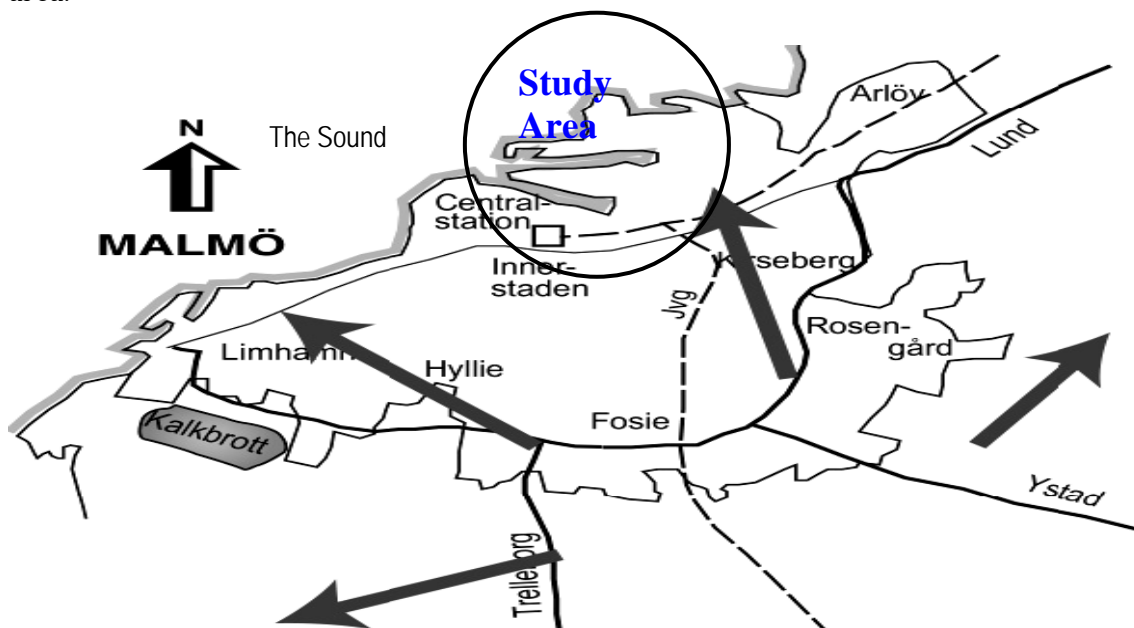 Study
Area
Arlöv
N
The Sound
Lund
Central-
station
MALMÖ
Inner-
staden
Kirseberg
Jvg
Rosen-
gård
Limhamn
Hyllie
Fosie
Kalkbrott
Ystad
Trelleborg